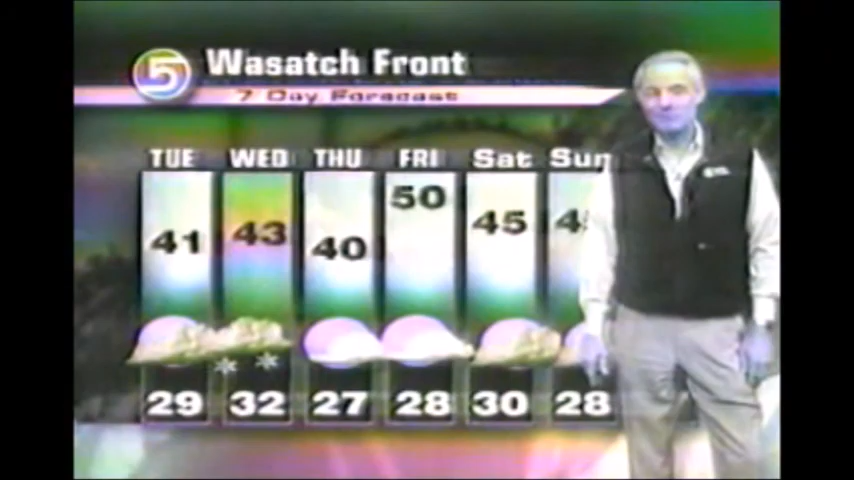 5 Wasatch Front
7 Day Forecast
TUE WED THU FRI Sat Sun
41 43 40 50 45
29 32 27 28 30 28